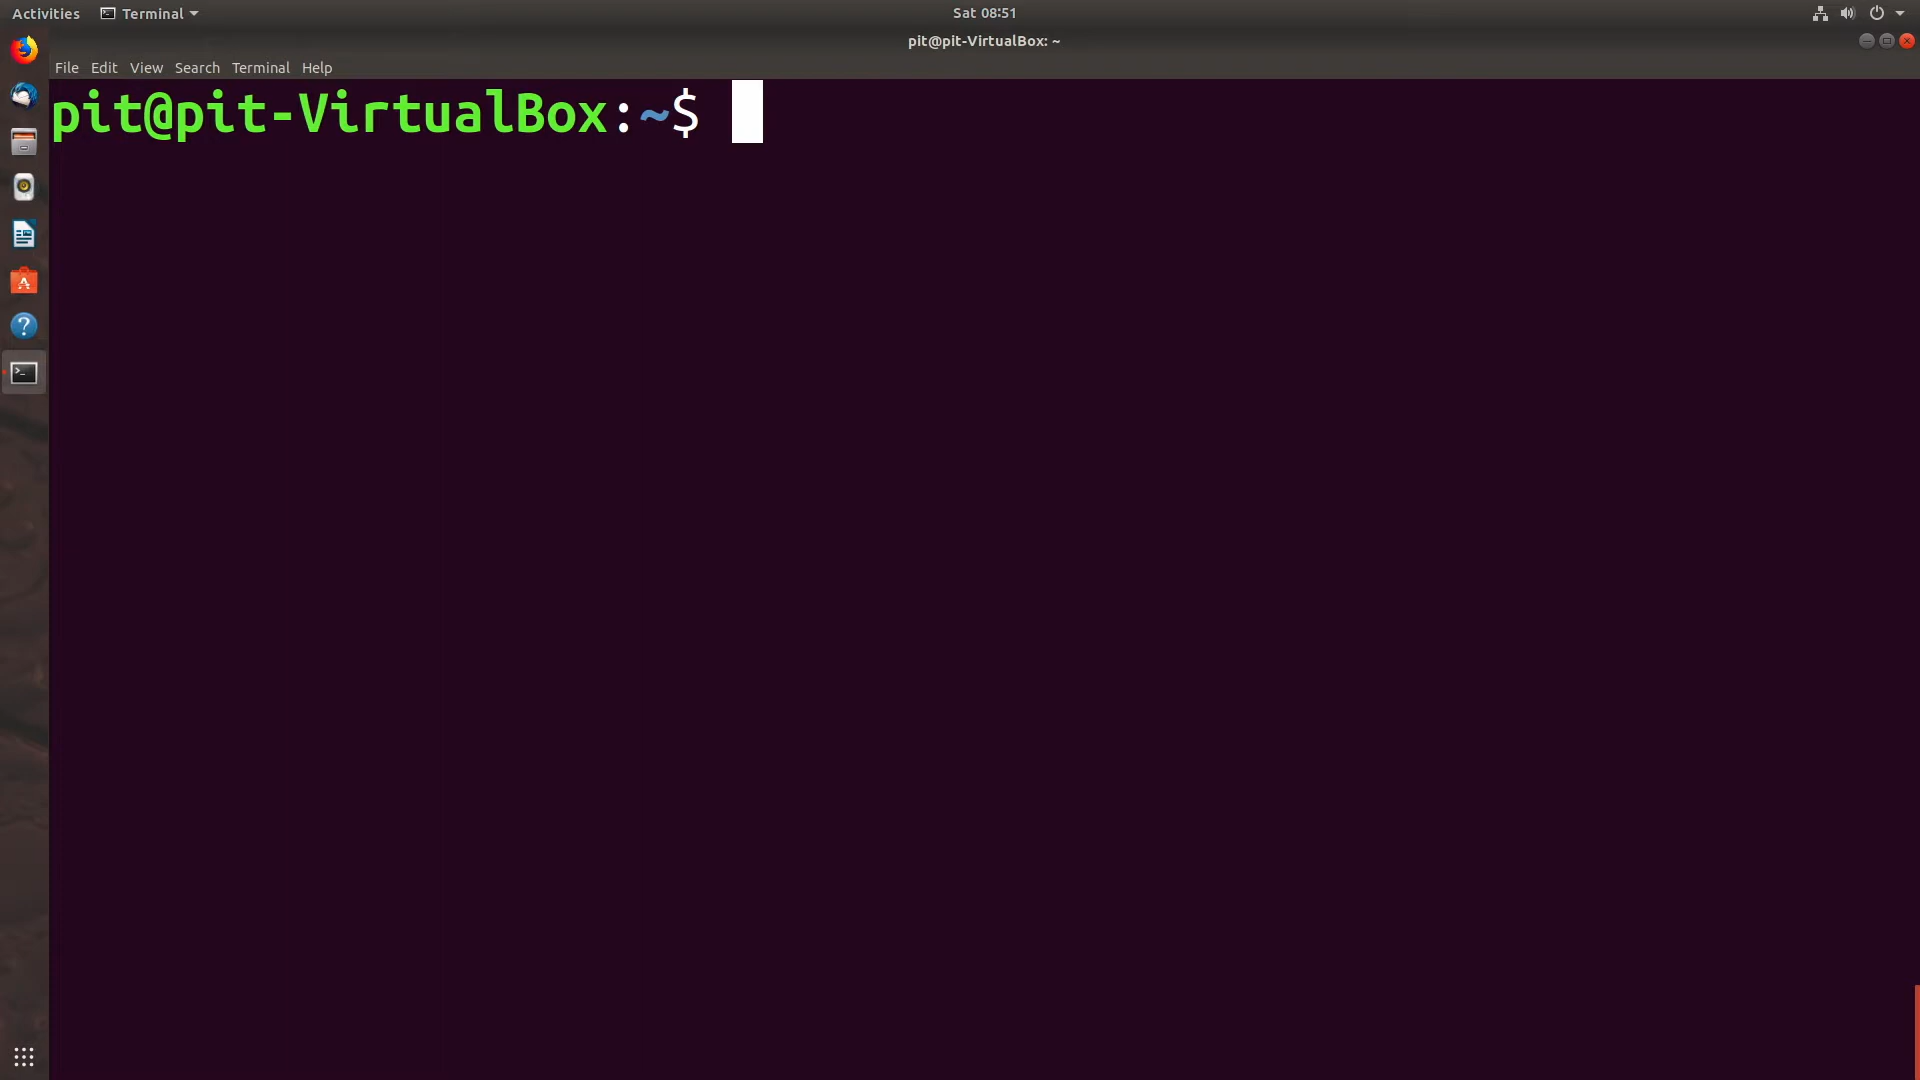 Activities Terminal Sat 08:51
pit@pit-VirtualBox: ~
File Edit View Search Terminal Help
pit@pit-VirtualBox:~$